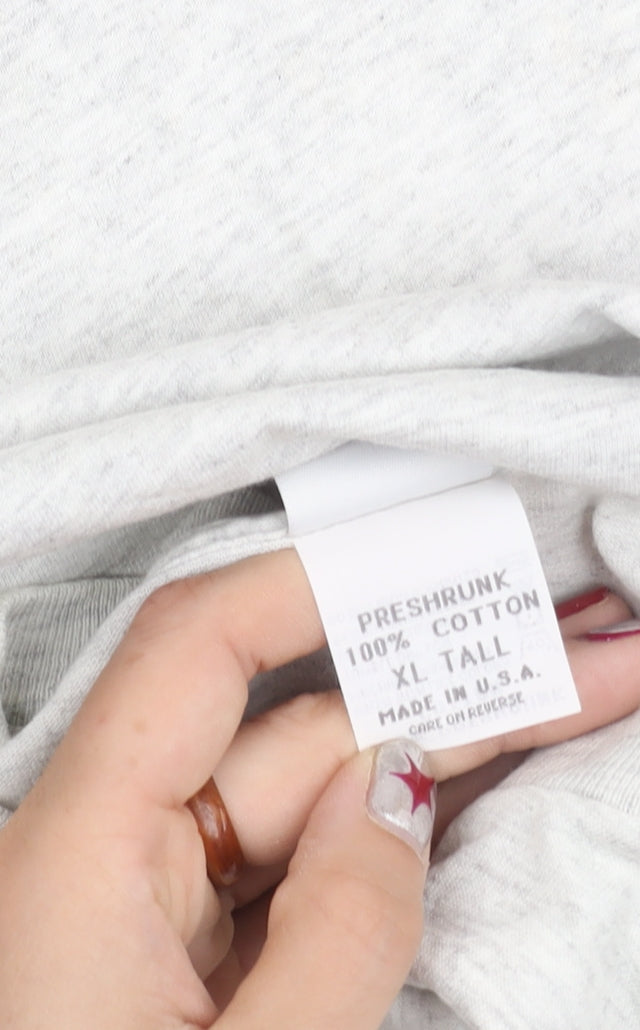 PRESHRUNK
100% COTTON
XL TALL
MADE IN U.S.A.
CARE ON REVERSE